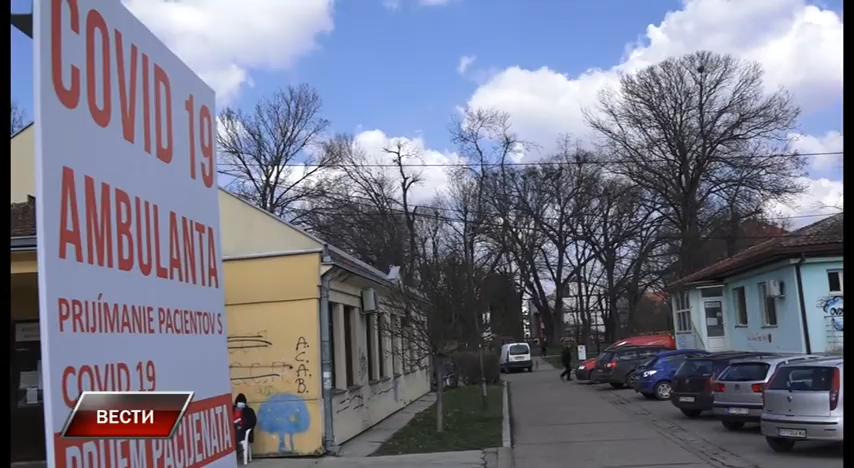 COVID 19
AMBULANTA
PRIJÍMANIE PACIENTOV S
COVID 19
PRIJEM PACIJENATA
ВЕСТИ
A.C.A.B